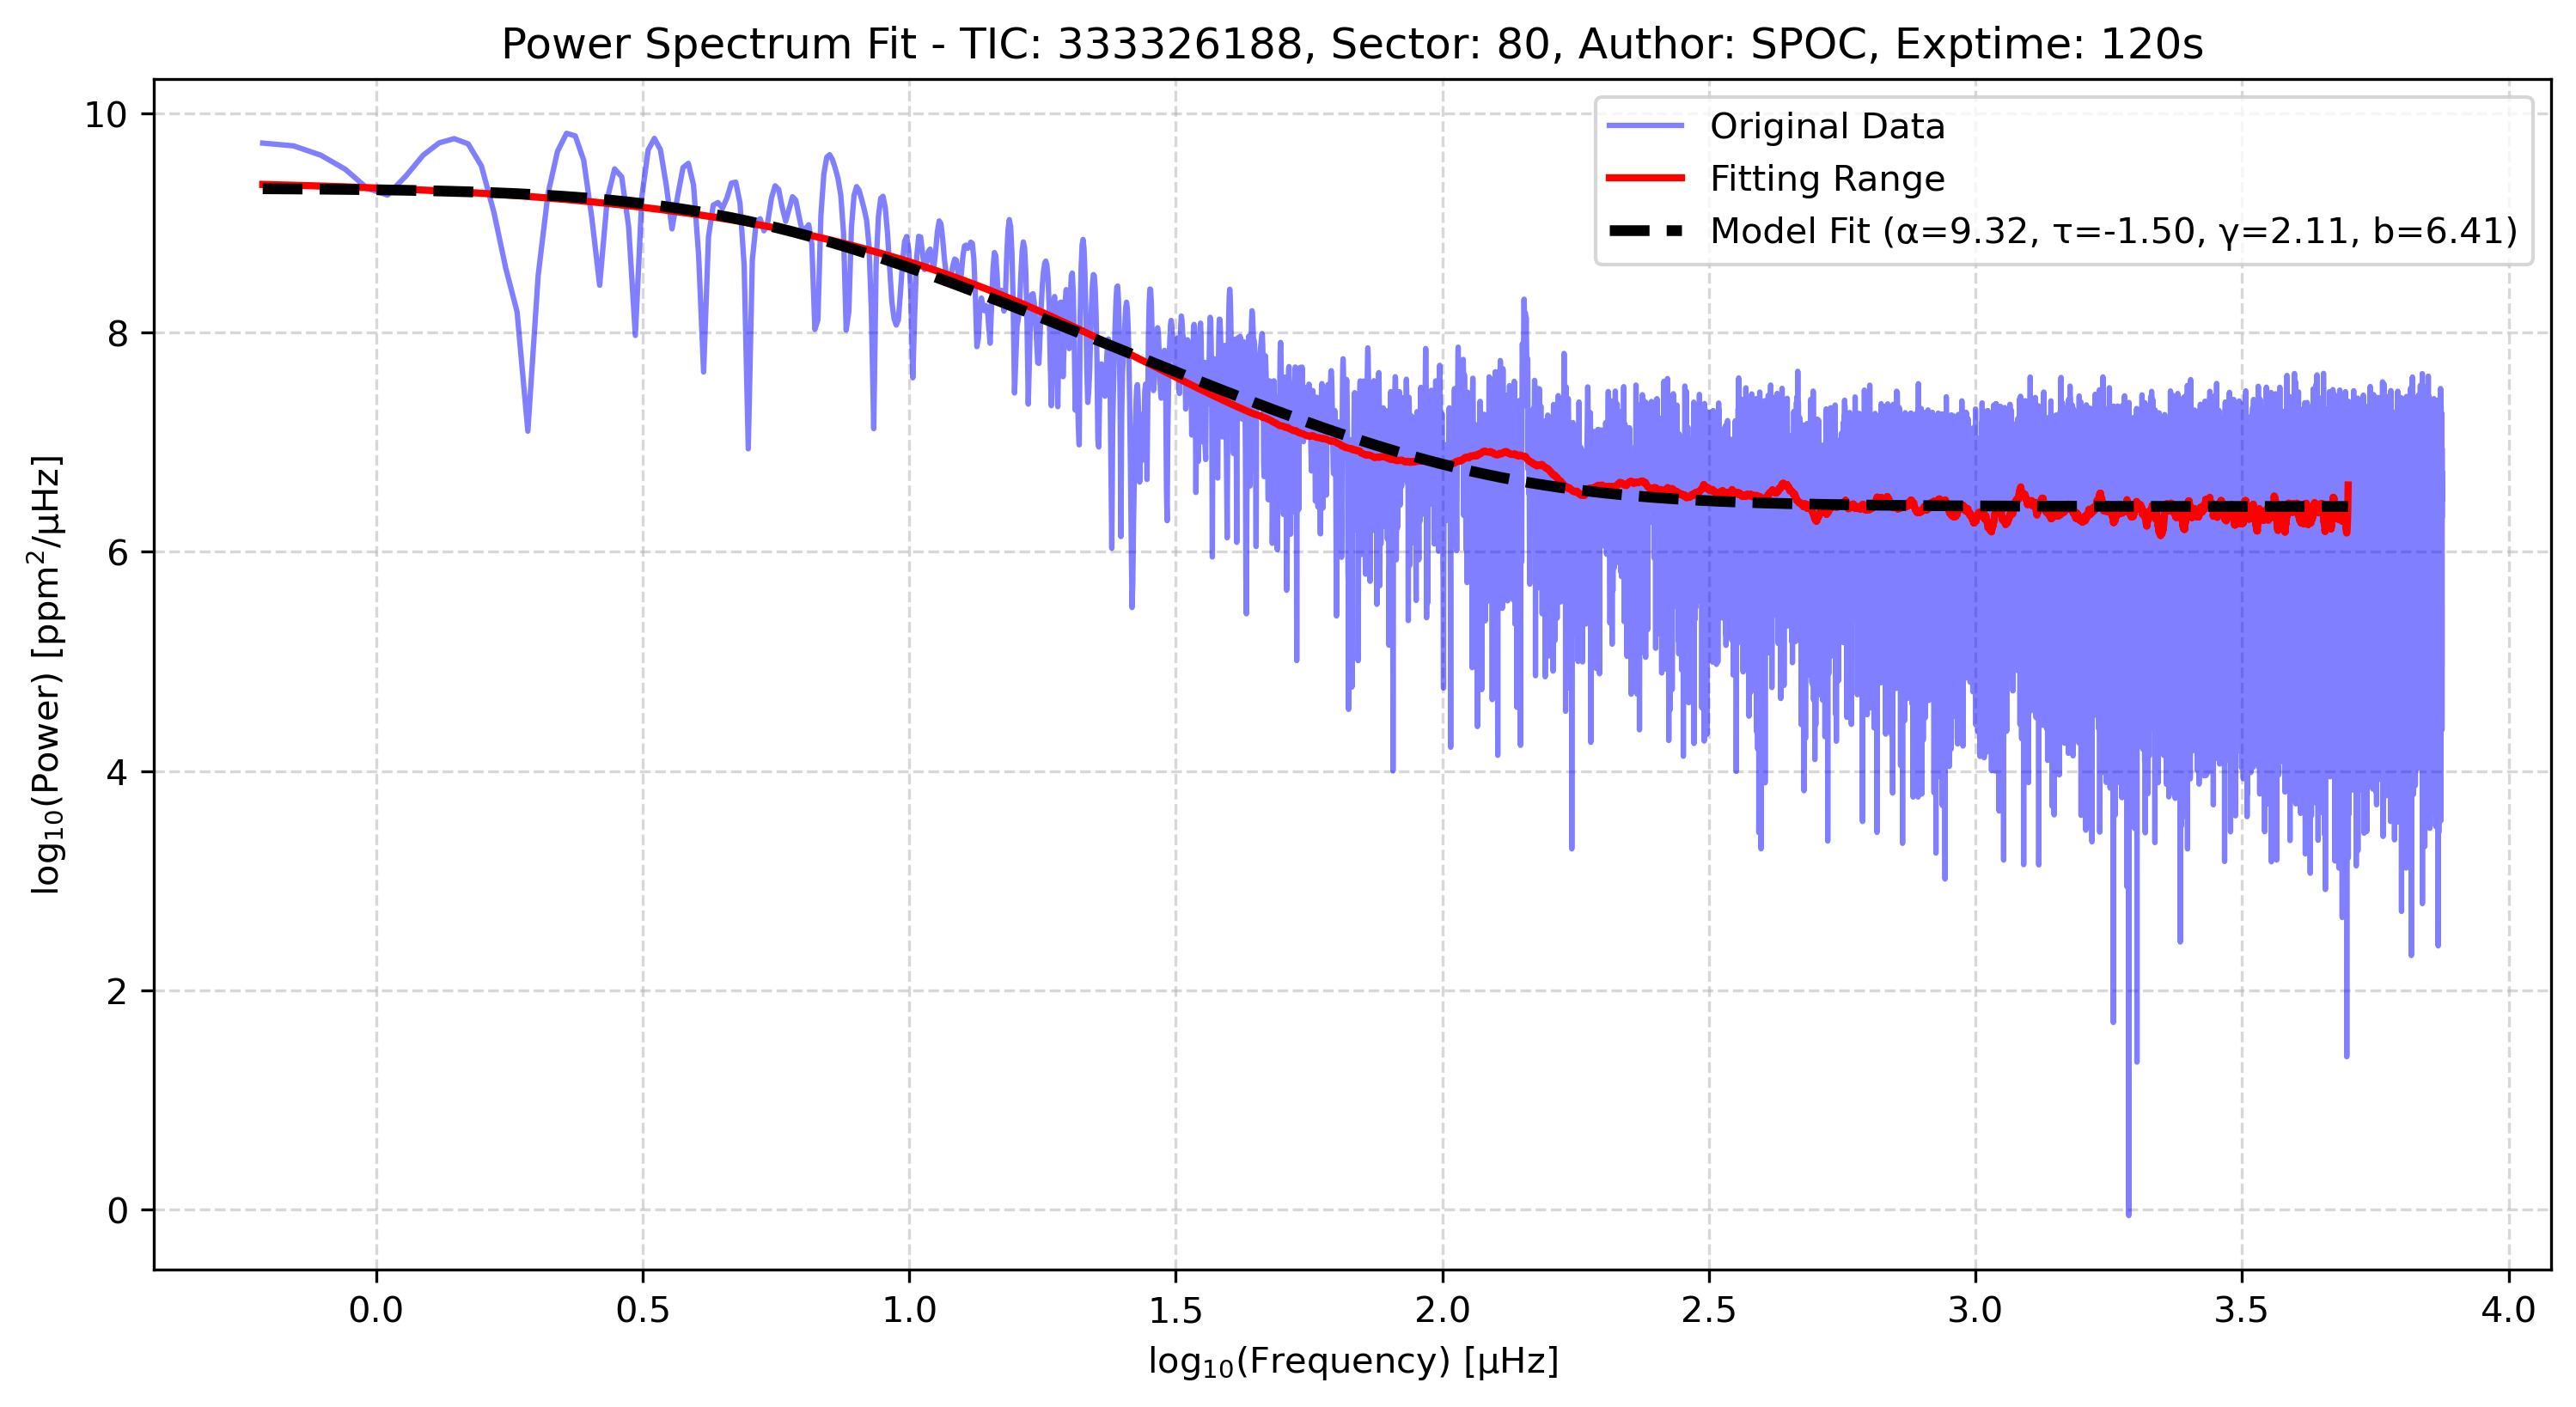 Power Spectrum Fit - TIC: 333326188, Sector: 80, Author: SPOC, Exptime: 120s
Original Data
Fitting Range
Model Fit (α=9.32, τ=-1.50, γ=2.11, b=6.41)
log₁₀(Power) [ppm²/μHz]
10
8
6
4
2
0
0.0 0.5 1.0 1.5 2.0 2.5 3.0 3.5 4.0
log₁₀(Frequency) [μHz]